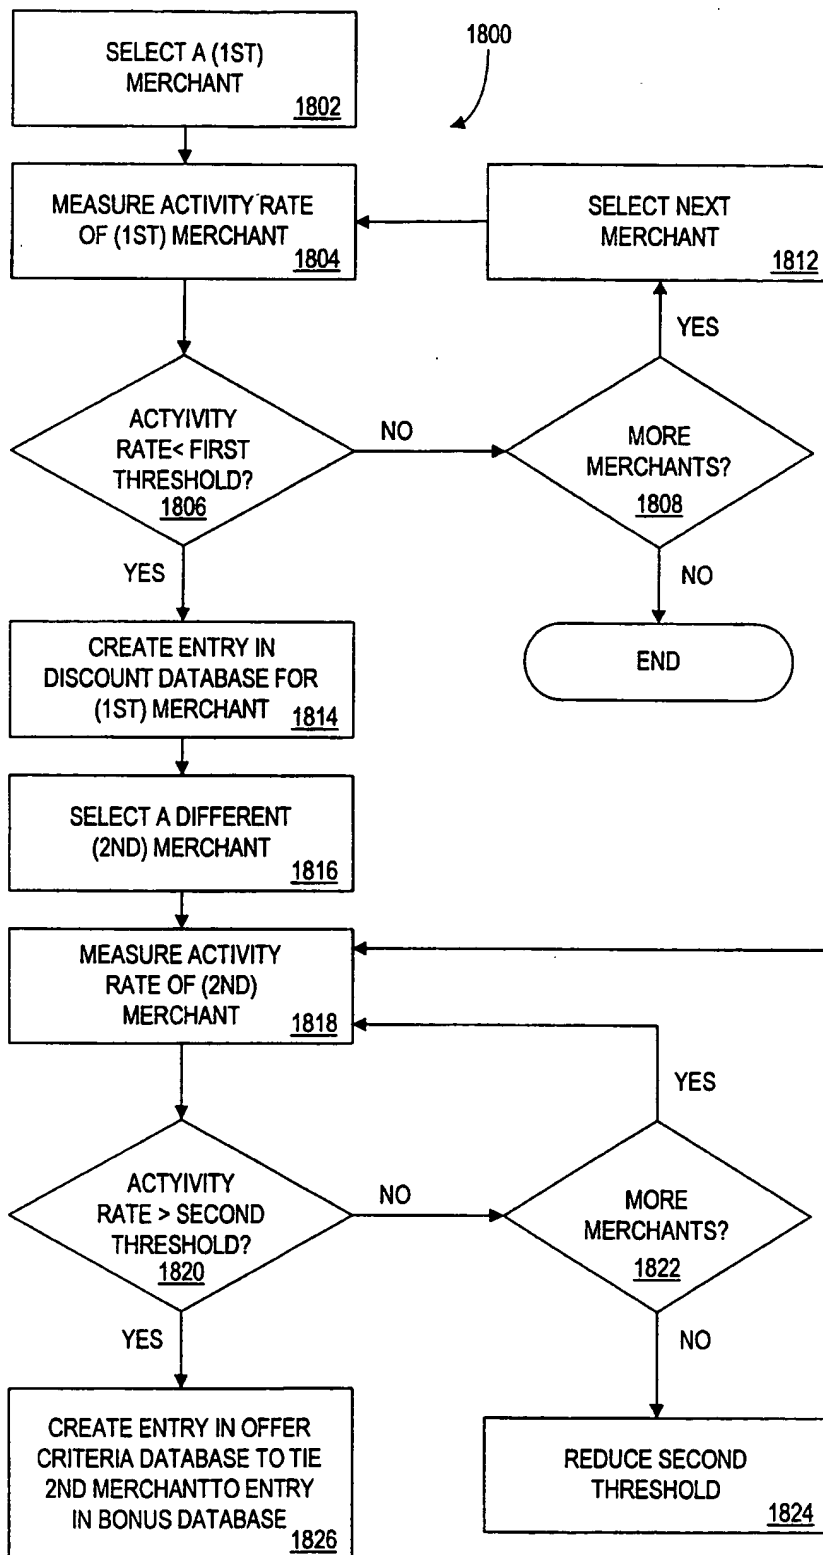 SELECT A (1ST)
MERCHANT
1802
1800
MEASURE ACTIVITY RATE
OF (1ST) MERCHANT
1804
SELECT NEXT
MERCHANT
1812
YES
ACTYIVITY
RATE< FIRST
THRESHOLD?
1806
NO
MORE
MERCHANTS?
1808
YES
NO
CREATE ENTRY IN
DISCOUNT DATABASE FOR
(1ST) MERCHANT
1814
END
SELECT A DIFFERENT
(2ND) MERCHANT
1816
MEASURE ACTIVITY
RATE OF (2ND)
MERCHANT
1818
YES
ACTYIVITY
RATE > SECOND
THRESHOLD?
1820
NO
MORE
MERCHANTS?
1822
YES
NO
CREATE ENTRY IN OFFER
CRITERIA DATABASE TO TIE
2ND MERCHANTTO ENTRY
IN BONUS DATABASE
1826
REDUCE SECOND
THRESHOLD
1824